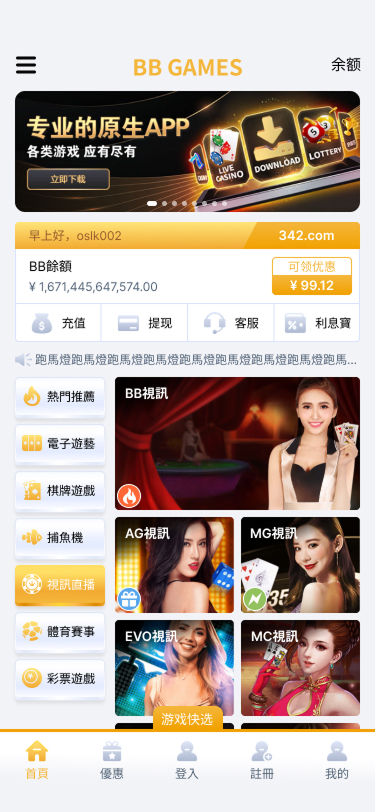 BB GAMES
余额
专业的原生APP
各类游戏 应有尽有
立即下载
LIVE
CASINO
DOWNLOAD
LOTTERY
早上好，oslk002
342.com
BB餘額
¥ 1,671,445,647,574.00
可领优惠
¥ 99.12
充值
提现
客服
利息寶
跑馬燈跑馬燈跑馬燈跑馬燈跑馬燈跑馬燈跑馬燈跑馬...
熱門推薦
電子遊藝
棋牌遊戲
捕魚機
視訊直播
體育賽事
彩票遊戲
BB視訊
AG視訊
MG視訊
EVO視訊
MC視訊
游戏快选
首頁
優惠
登入
註冊
我的